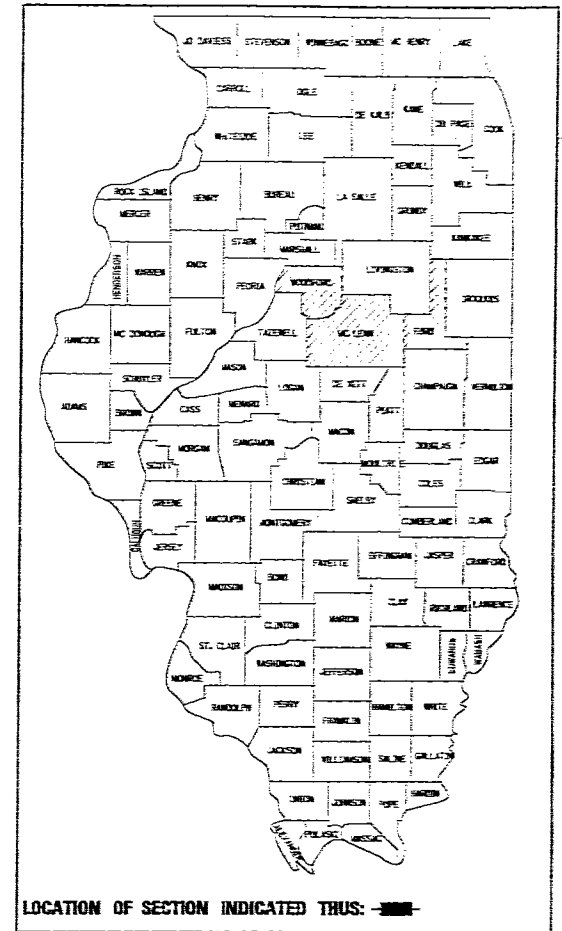 JO DAVIESS STEPHENSON WINNEBAGO BOONE MC HENRY LAKE
CARROLL OGLE DE KALB KANE DU PAGE COOK
WHITESIDE LEE KENDALL WILL
ROCK ISLAND HENRY BUREAU LA SALLE GRUNDY
MERCER PUTNAM KANKAKEE
HENDERSON WARREN KNOX STARK MARSHALL LIVINGSTON
PEORIA WOODFORD IROQUOIS
HANCOCK MC DONOUGH FULTON TAZEWELL MC LEAN FORD
SCHUYLER MASON LOGAN DE WITT CHAMPAIGN VERMILION
ADAMS BROWN CASS MENARD PIATT
MORGAN SANGAMON MACON DOUGLAS EDGAR
PIKE SCOTT CHRISTIAN MOULTRIE COLES
GREENE MACOUPIN MONTGOMERY SHELBY CUMBERLAND CLARK
CALHOUN JERSEY FAYETTE EFFINGHAM JASPER CRAWFORD
MADISON BOND CLAY RICHLAND LAWRENCE
CLINTON MARION WAYNE EDWARDS WABASH
ST. CLAIR WASHINGTON JEFFERSON
MONROE RANDOLPH PERRY FRANKLIN HAMILTON WHITE
JACKSON WILLIAMSON SALINE GALLATIN
UNION JOHNSON POPE HARDIN
ALEXANDER PULASKI MASSAC
LOCATION OF SECTION INDICATED THUS: